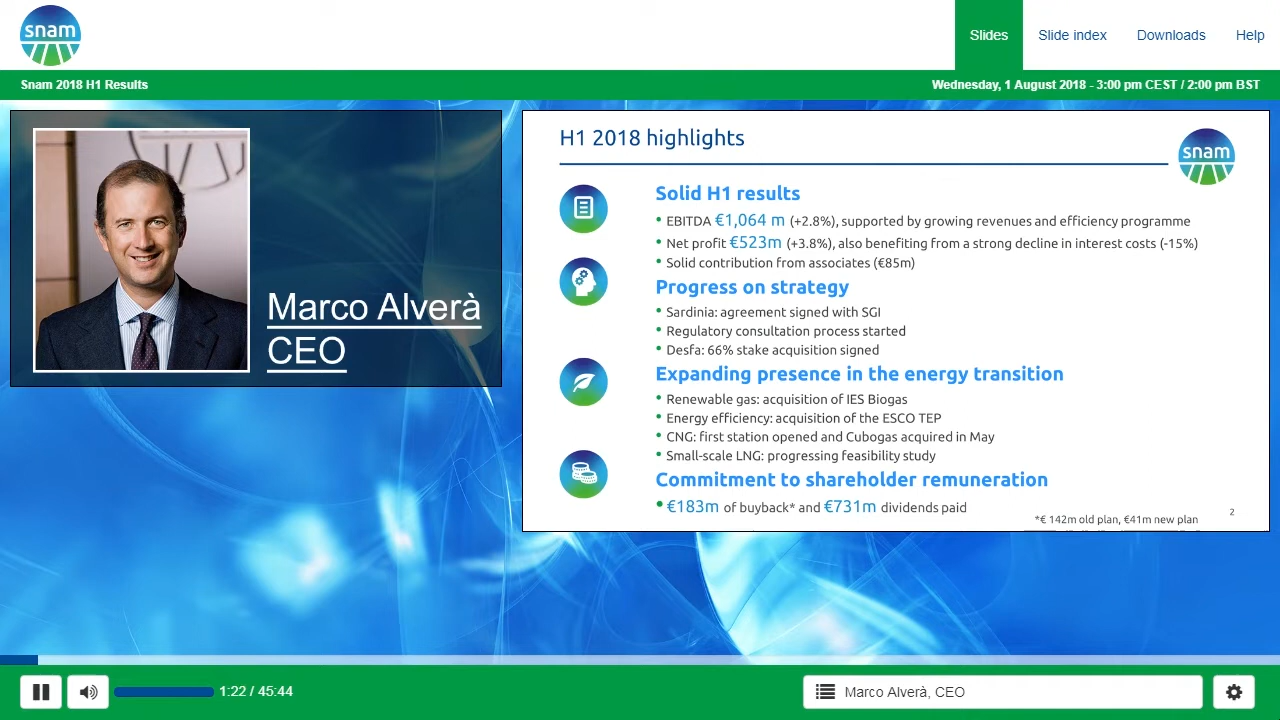 snam
Slides
Slide index
Downloads
Help
Snam 2018 H1 Results
Wednesday, 1 August 2018 - 3:00 pm CEST / 2:00 pm BST
Marco Alverà
CEO
H1 2018 highlights
snam
Solid H1 results
• EBITDA €1,064 m (+2.8%), supported by growing revenues and efficiency programme
• Net profit €523m (+3.8%), also benefiting from a strong decline in interest costs (-15%)
• Solid contribution from associates (€85m)
Progress on strategy
• Sardinia: agreement signed with SGI
• Regulatory consultation process started
• Desfa: 66% stake acquisition signed
Expanding presence in the energy transition
• Renewable gas: acquisition of IES Biogas
• Energy efficiency: acquisition of the ESCO TEP
• CNG: first station opened and Cubogas acquired in May
• Small-scale LNG: progressing feasibility study
Commitment to shareholder remuneration
• €183m of buyback* and €731m dividends paid
*€ 142m old plan, €41m new plan
2
1:22 / 45:44
Marco Alverà, CEO